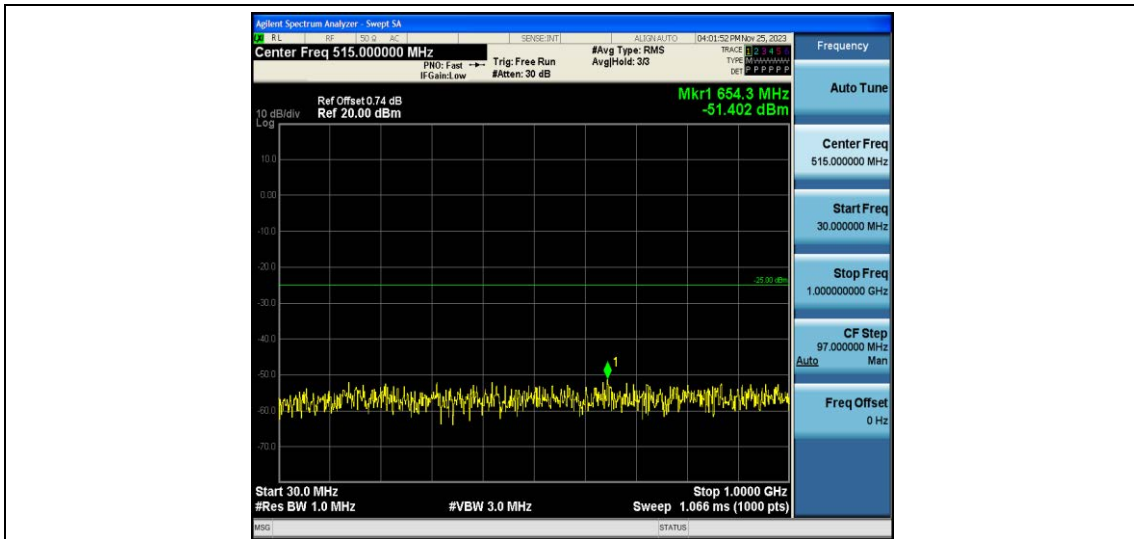 Agilent Spectrum Analyzer - Swept SA
RL RF 50 Ω AC SENSE:INT ALIGN AUTO 04:01:52 PM Nov 25, 2023
Center Freq 515.000000 MHz
PNO: Fast
IFGain:Low
Trig: Free Run
#Atten: 30 dB
#Avg Type: RMS
Avg|Hold: 3/3
TRACE 1 2 3 4 5 6
TYPE MWWWWW
DET P P P P P P
Mkr1 654.3 MHz
-51.402 dBm
Ref Offset 0.74 dB
10 dB/div Ref 20.00 dBm
Log
10.0
0.00
-10.0
-20.0
-25.00 dBm
-30.0
-40.0
1
-50.0
-60.0
-70.0
Start 30.0 MHz Stop 1.0000 GHz
#Res BW 1.0 MHz #VBW 3.0 MHz Sweep 1.066 ms (1000 pts)
MSG STATUS
Frequency
Auto Tune
Center Freq
515.000000 MHz
Start Freq
30.000000 MHz
Stop Freq
1.000000000 GHz
CF Step
97.000000 MHz
Auto Man
Freq Offset
0 Hz